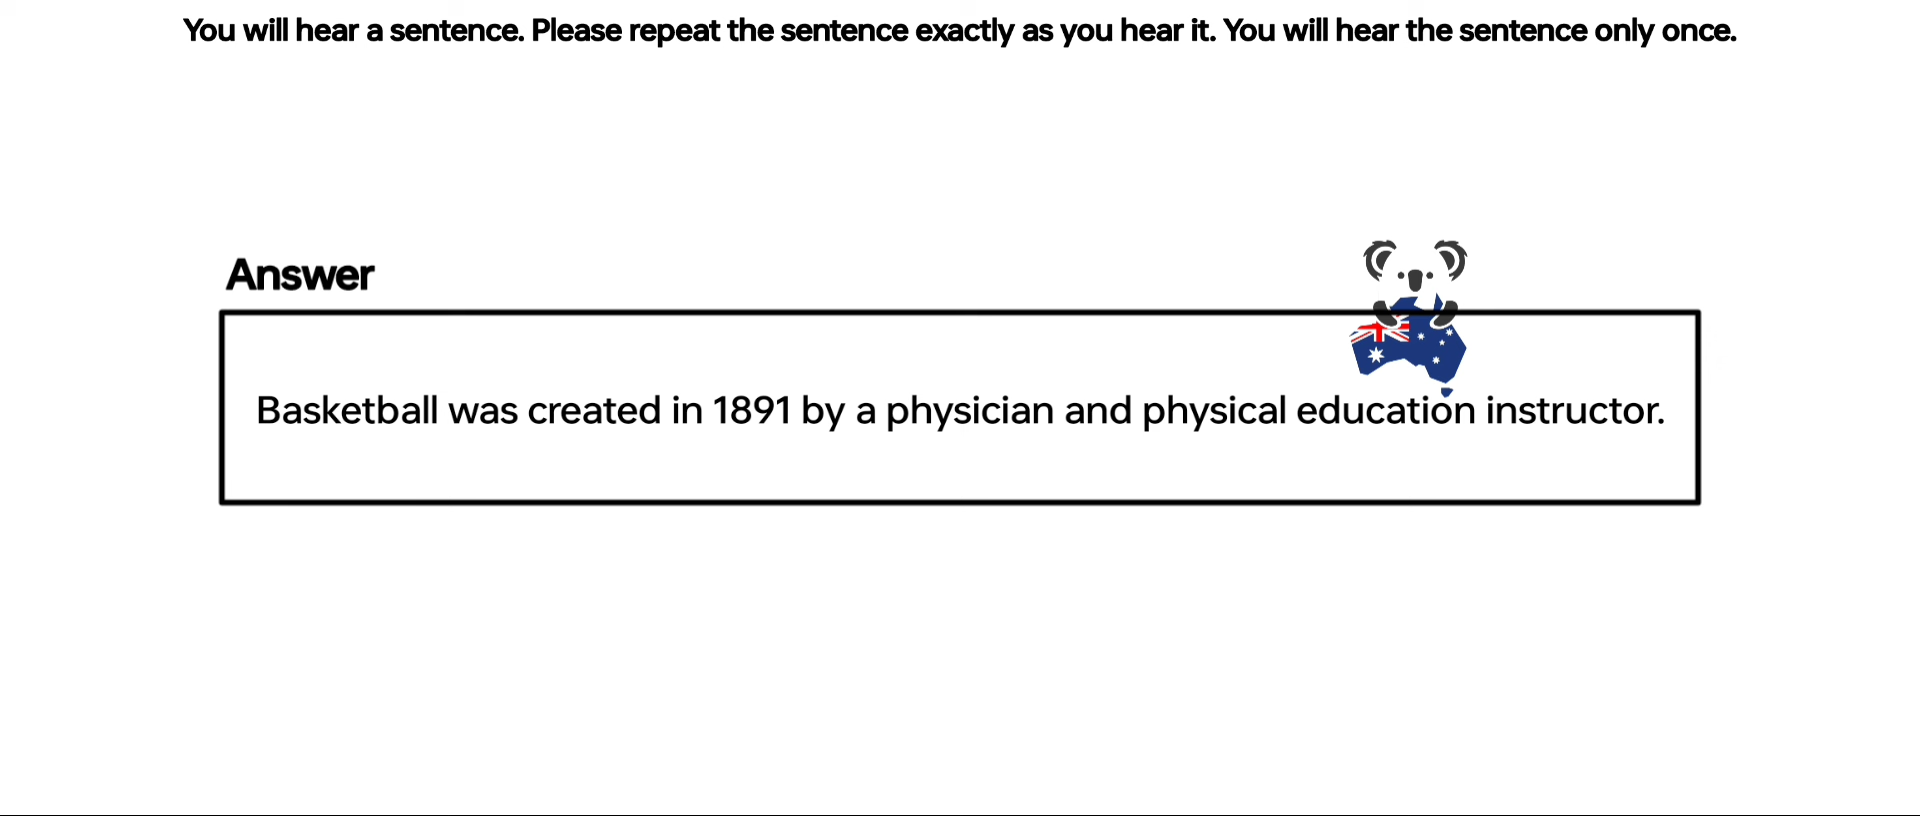 You will hear a sentence. Please repeat the sentence exactly as you hear it. You will hear the sentence only once.
Answer
Basketball was created in 1891 by a physician and physical education instructor.